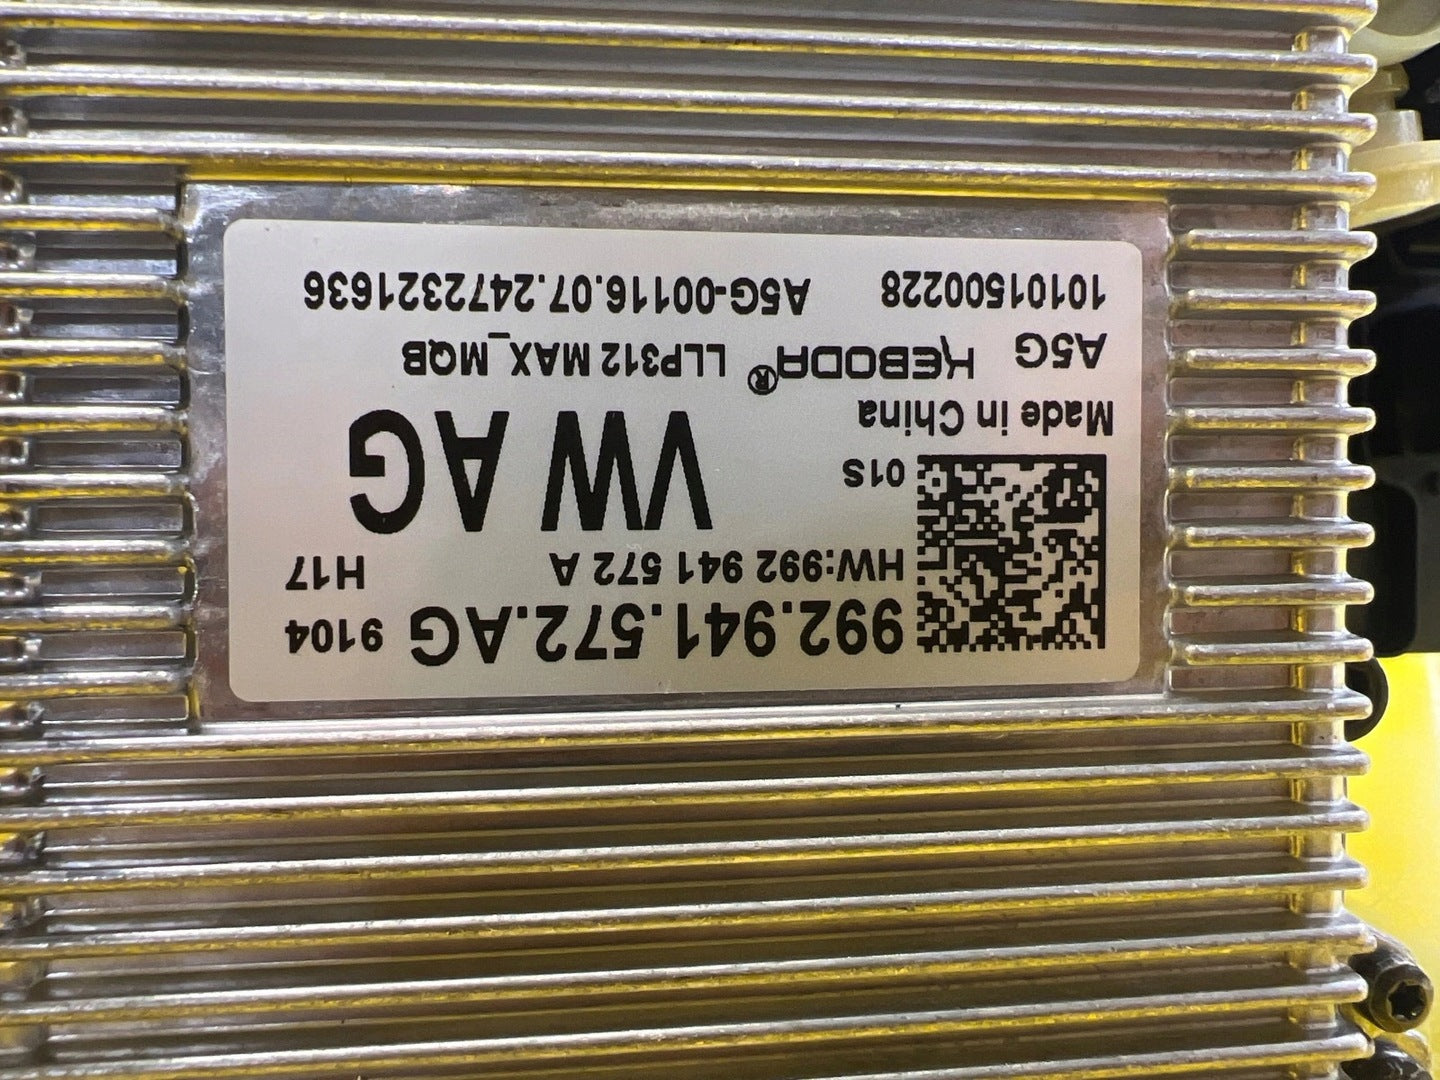 992.941.572.AG 9104
HW:992 941 572 A H17
01S VW AG
Made in China
A5G KEBODA® LLP312 MAX_MQB
10101500228 A5G-00116.07.2472321636